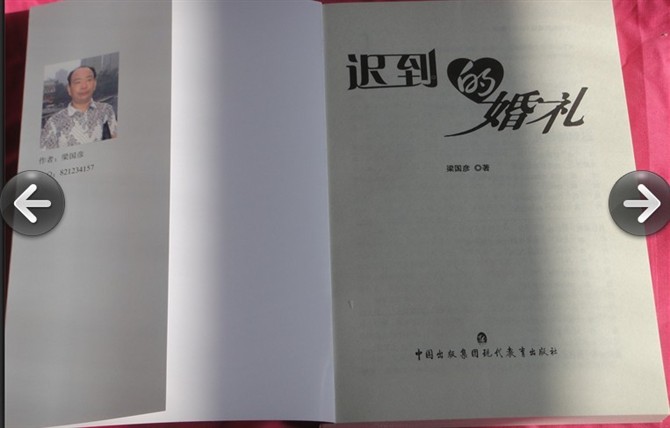 作者：梁国彦
Q：821234157
迟到的婚礼
梁国彦 ◎著
中国出版集团现代教育出版社